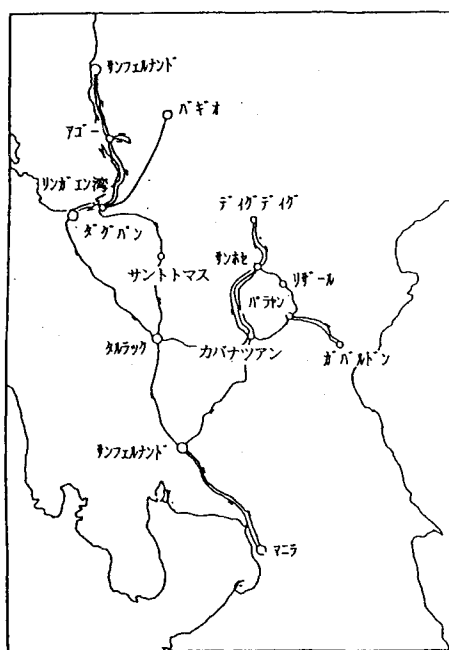 サンフェルナンド
バギオ
アゴー
リンガエン湾
ディグディグ
ダグパン
サンホセ
サントトマス
リザール
パラヤン
タルラック
カバナツアン
ガバルドン
サンフェルナンド
マニラ